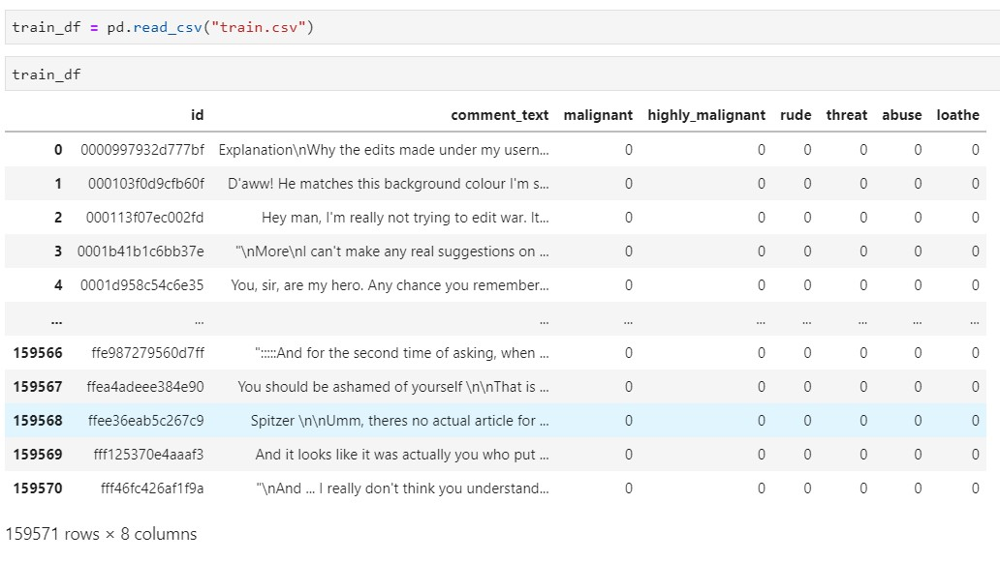 train_df = pd.read_csv("train.csv")
train_df
id comment_text malignant highly_malignant rude threat abuse loathe
0 0000997932d777bf Explanation\nWhy the edits made under my usern... 0 0 0 0 0 0
1 000103f0d9cfb60f D'aww! He matches this background colour I'm s... 0 0 0 0 0 0
2 000113f07ec002fd Hey man, I'm really not trying to edit war. It... 0 0 0 0 0 0
3 0001b41b1c6bb37e "\nMore\nI can't make any real suggestions on ... 0 0 0 0 0 0
4 0001d958c54c6e35 You, sir, are my hero. Any chance you remember... 0 0 0 0 0 0
... ... ... ... ... ... ... ... ...
159566 ffe987279560d7ff ":::::And for the second time of asking, when ... 0 0 0 0 0 0
159567 ffea4adeee384e90 You should be ashamed of yourself \n\nThat is ... 0 0 0 0 0 0
159568 ffee36eab5c267c9 Spitzer \n\nUmm, theres no actual article for ... 0 0 0 0 0 0
159569 fff125370e4aaaf3 And it looks like it was actually you who put ... 0 0 0 0 0 0
159570 fff46fc426af1f9a "\nAnd ... I really don't think you understand... 0 0 0 0 0 0
159571 rows × 8 columns